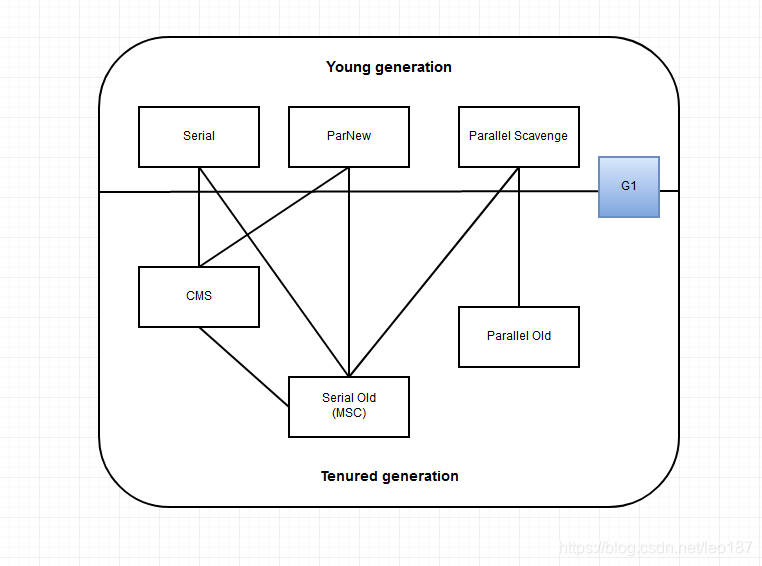 Young generation
Serial
ParNew
Parallel Scavenge
G1
CMS
Parallel Old
Serial Old
(MSC)
Tenured generation
https://blog.csdn.net/leo187